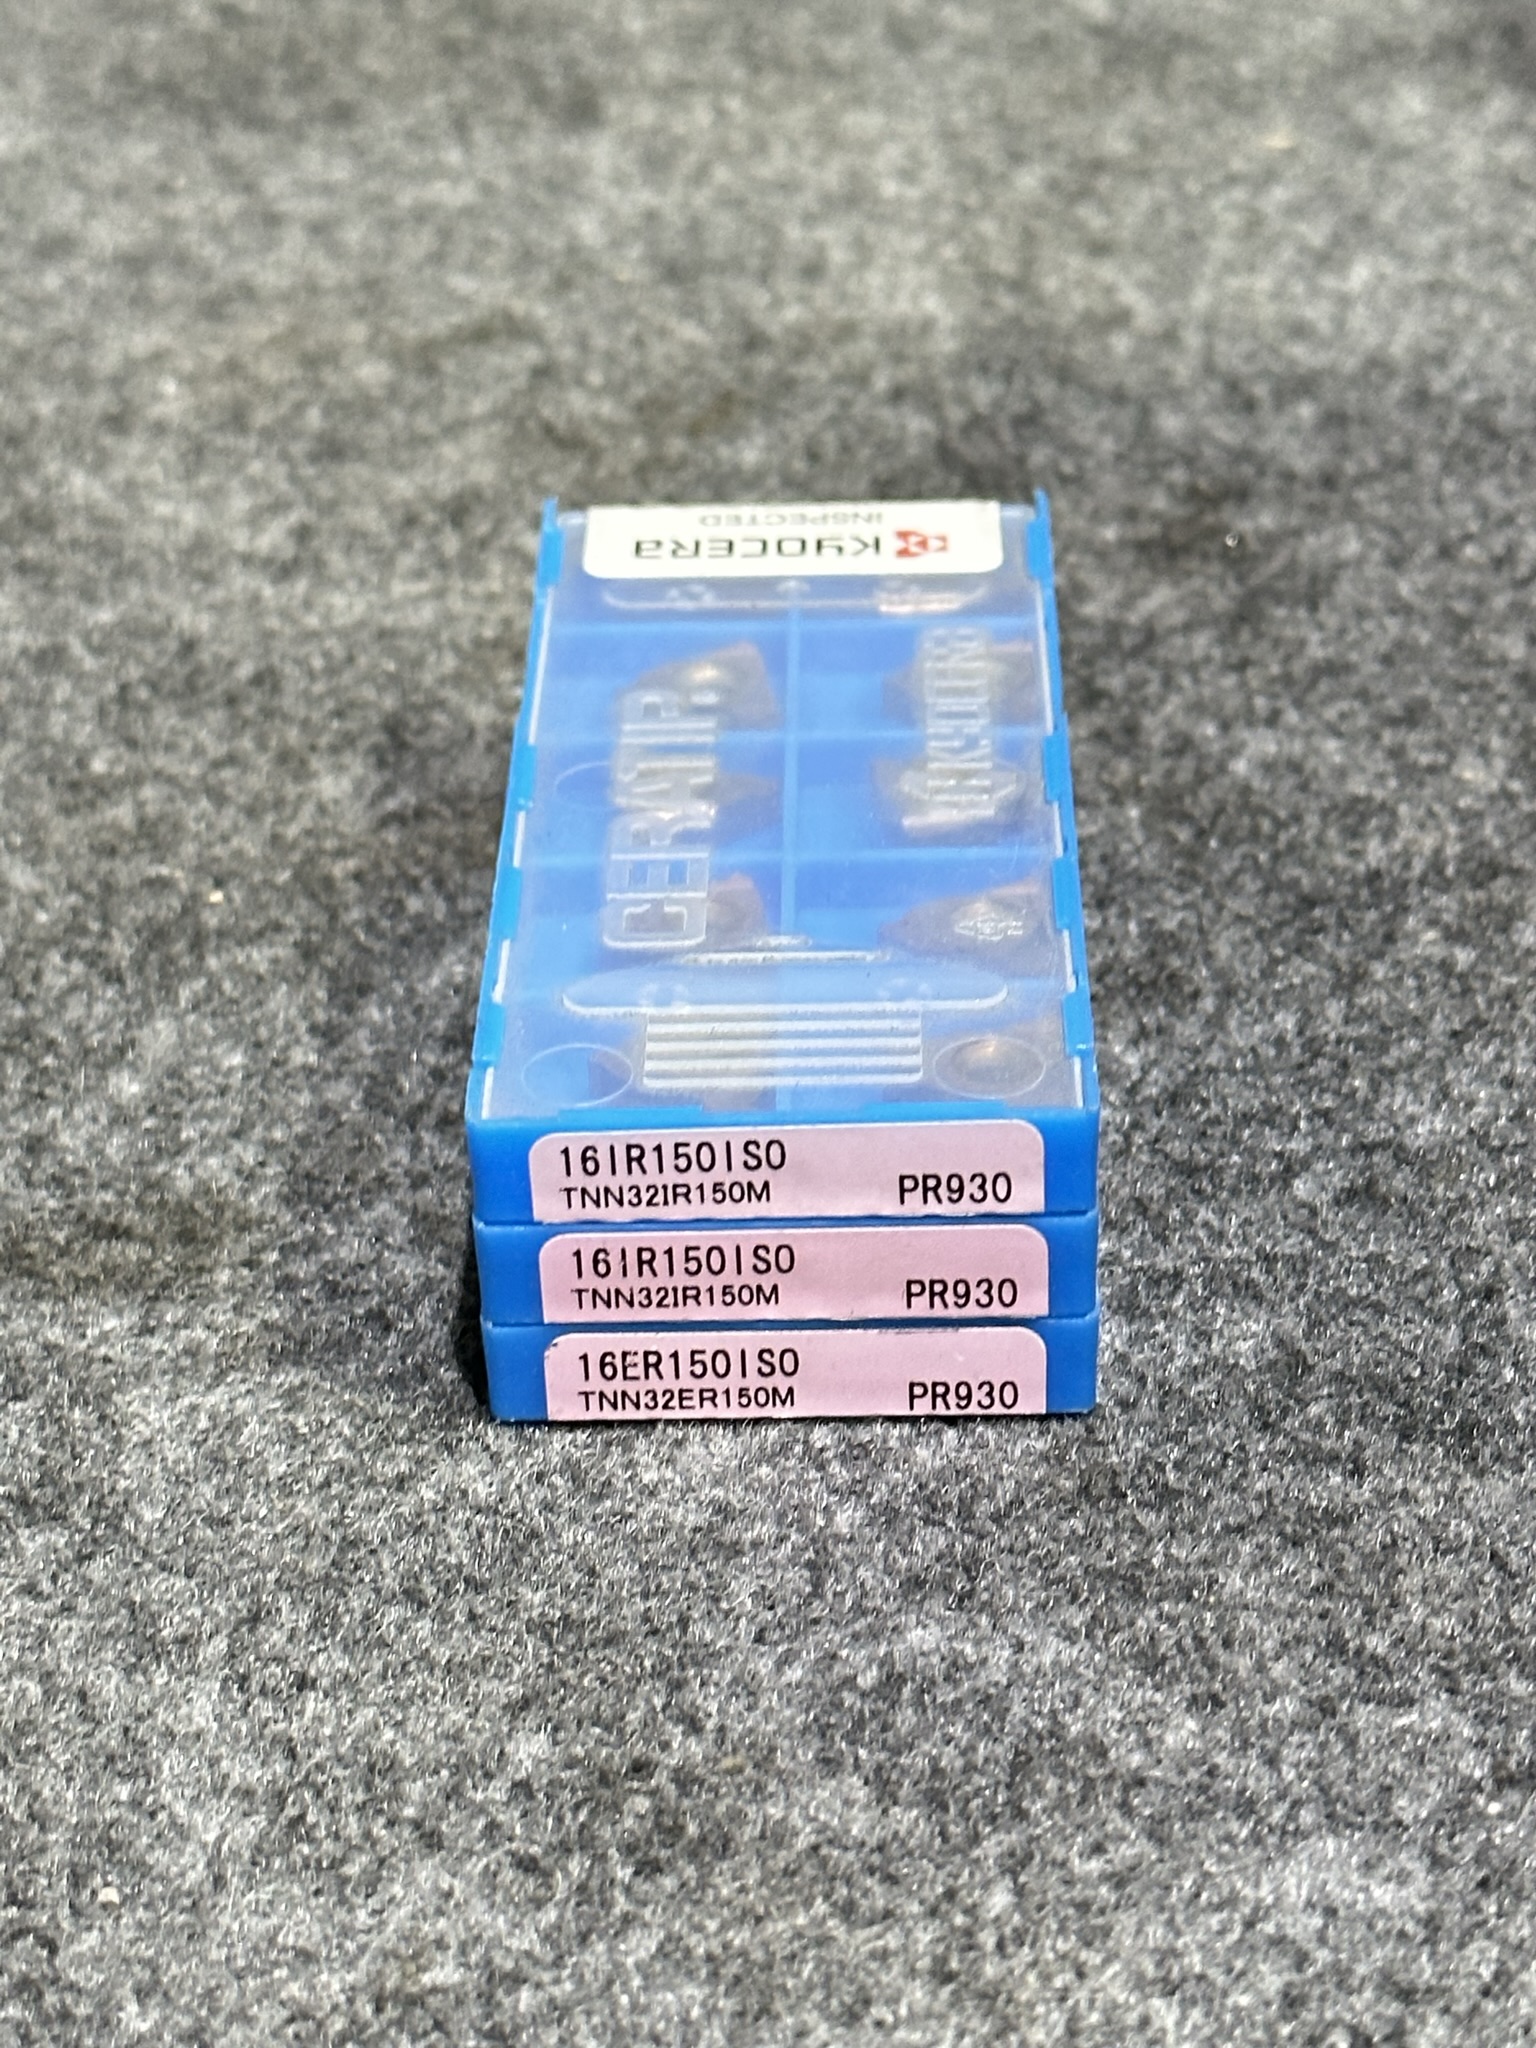 INSPECTED
KYOCERA
CERATIP.
KYOCERA
16IR150ISO
TNN32IR150M PR930
16IR150ISO
TNN32IR150M PR930
16ER150ISO
TNN32ER150M PR930